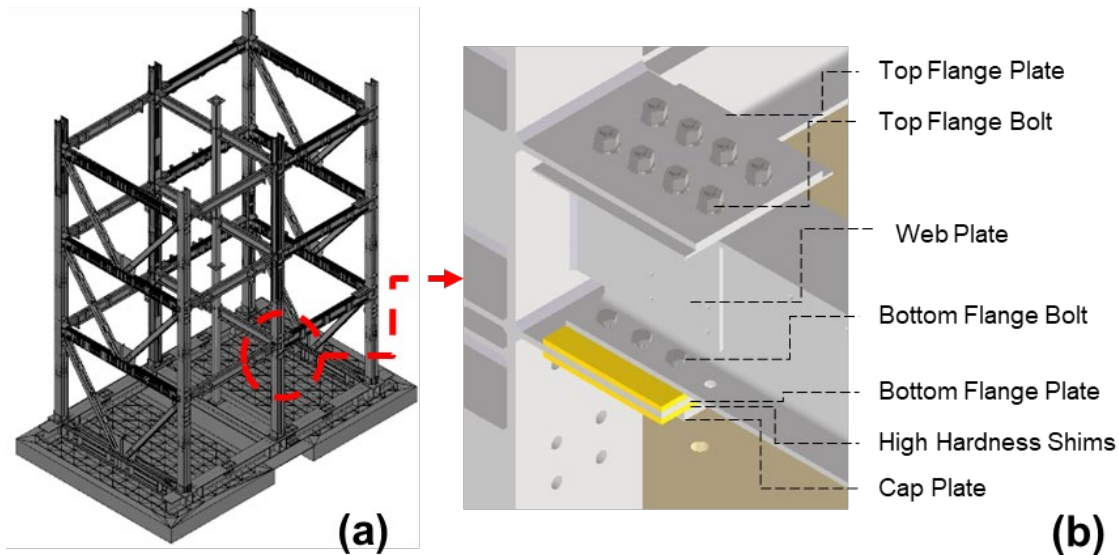 Top Flange Plate
Top Flange Bolt
Web Plate
Bottom Flange Bolt
Bottom Flange Plate
High Hardness Shims
Cap Plate
(a)
(b)